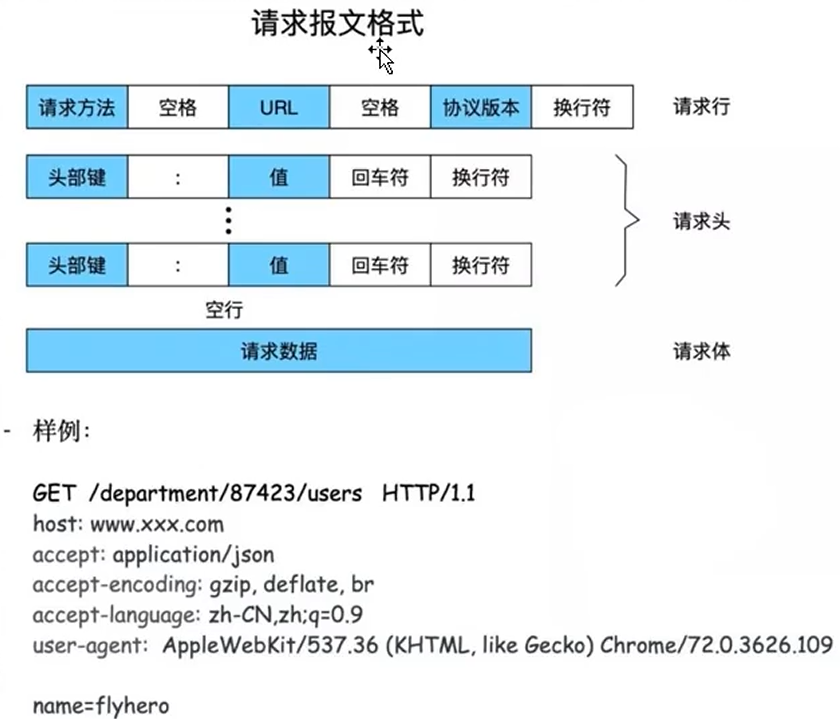 请求报文格式
请求方法 空格 URL 空格 协议版本 换行符 请求行
头部键 : 值 回车符 换行符
请求头
头部键 : 值 回车符 换行符
空行
请求数据 请求体
- 样例:
GET /department/87423/users HTTP/1.1
host: www.xxx.com
accept: application/json
accept-encoding: gzip, deflate, br
accept-language: zh-CN,zh;q=0.9
user-agent: AppleWebKit/537.36 (KHTML, like Gecko) Chrome/72.0.3626.109
name=flyhero